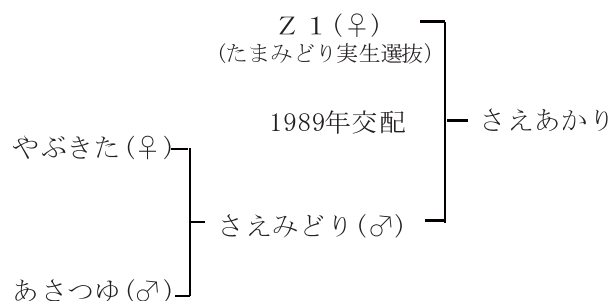 Z 1(♀)
(たまみどり実生選抜)
1989年交配
さえあかり
やぶきた(♀)
さえみどり(♂)
あさつゆ(♂)